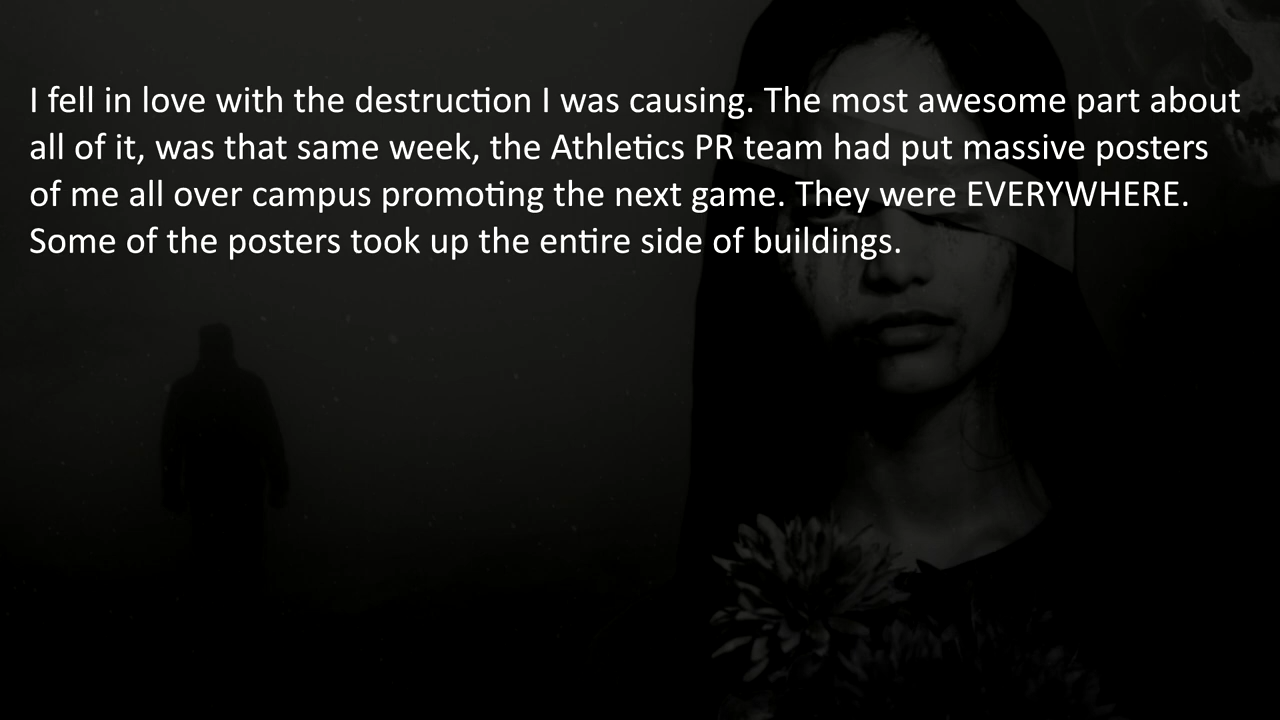 I fell in love with the destruction I was causing. The most awesome part about
all of it, was that same week, the Athletics PR team had put massive posters
of me all over campus promoting the next game. They were EVERYWHERE.
Some of the posters took up the entire side of buildings.